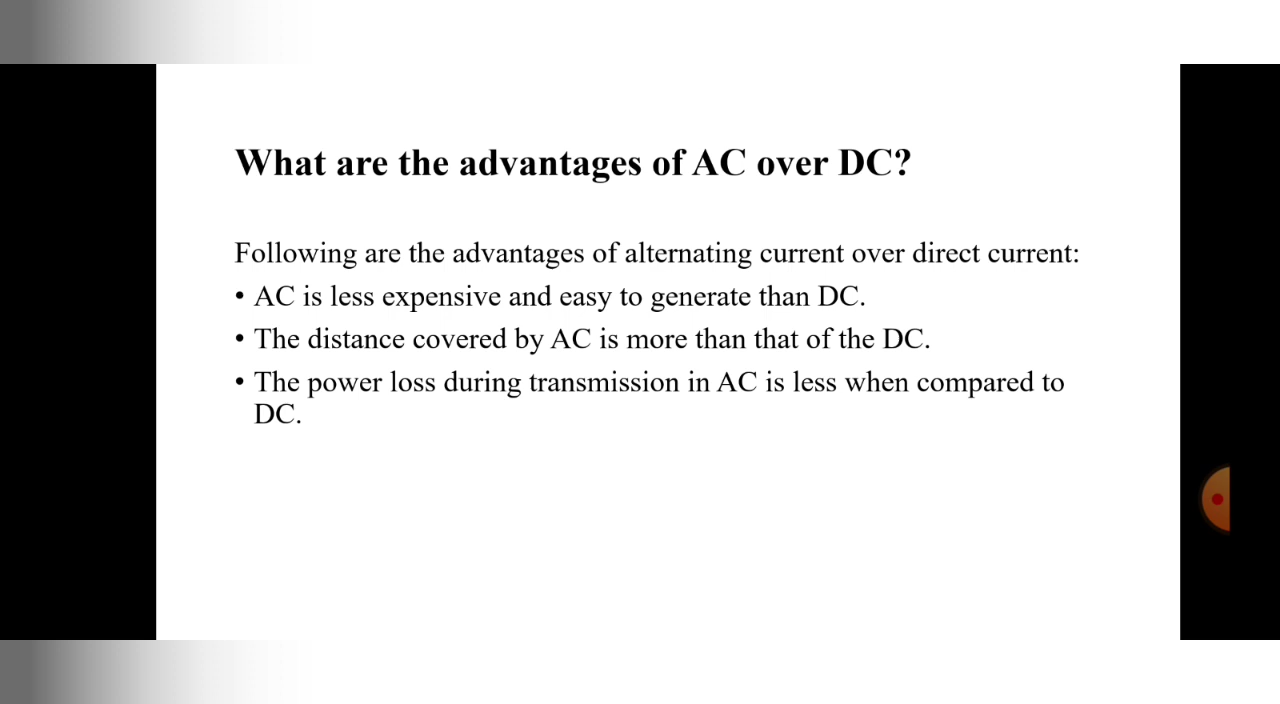 What are the advantages of AC over DC?
Following are the advantages of alternating current over direct current:
• AC is less expensive and easy to generate than DC.
• The distance covered by AC is more than that of the DC.
• The power loss during transmission in AC is less when compared to
DC.